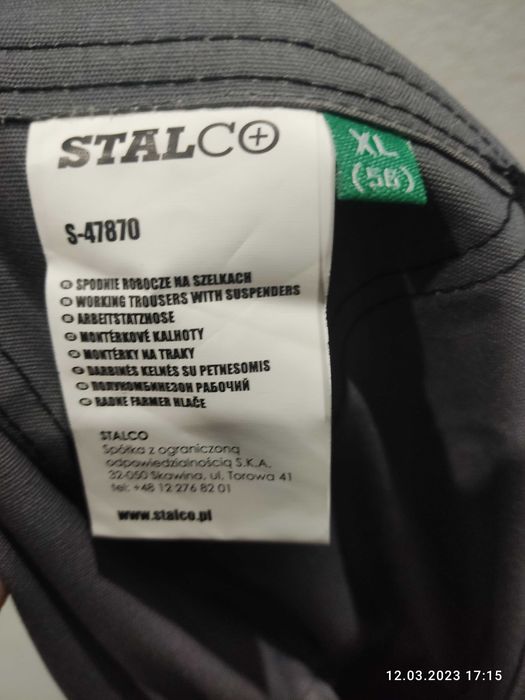 STALCO
XL
(56)
S-47870
SPODNIE ROBOCZE NA SZELKACH
WORKING TROUSERS WITH SUSPENDERS
ARBEITSTATZHOSE
MONTÉRKOVÉ KALHOTY
MONTÉRKY NA TRAKY
DARBINĖS KELNĖS SU PETNEŠOMIS
ПОЛУКОМБИНЕЗОН РАБОЧИЙ
RADNE FARMER HLAČE
STALCO
Spółka z ograniczoną
odpowiedzialnością S.K.A.
32-050 Skawina, ul. Torowa 41
tel: +48 12 276 82 01
www.stalco.pl
12.03.2023 17:15